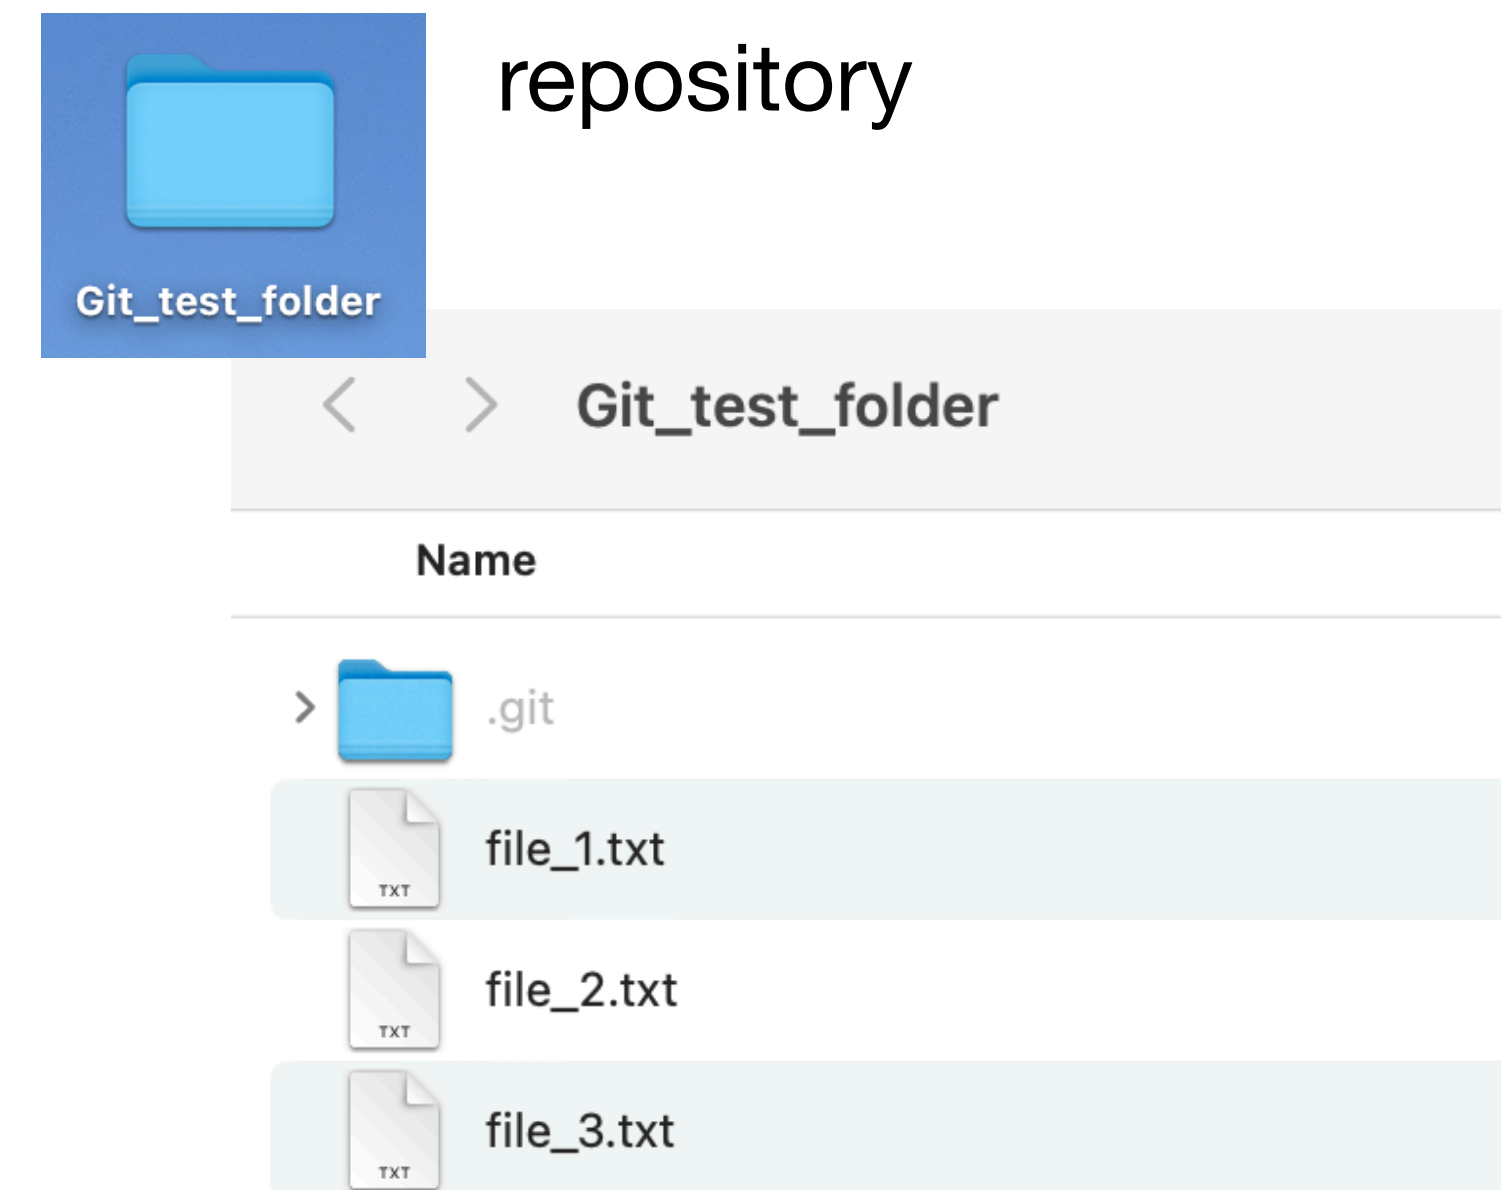 repository
Git_test_folder
Git_test_folder
Name
.git
TXT
file_1.txt
TXT
file_2.txt
TXT
file_3.txt